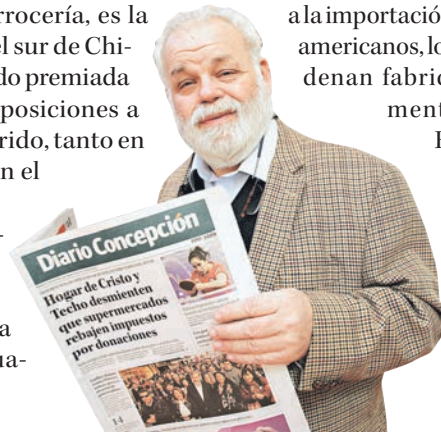 rrocería, es la
el sur de Chi-
do premiada
posiciones a
rido, tanto en
n el
-
a
ua-
a la importació
americanos, lo
denan fabric
ment
Diario Concepción
Hogar de Cristo y
Techo desmienten
que supermercados
rebajen impuestos
por donaciones